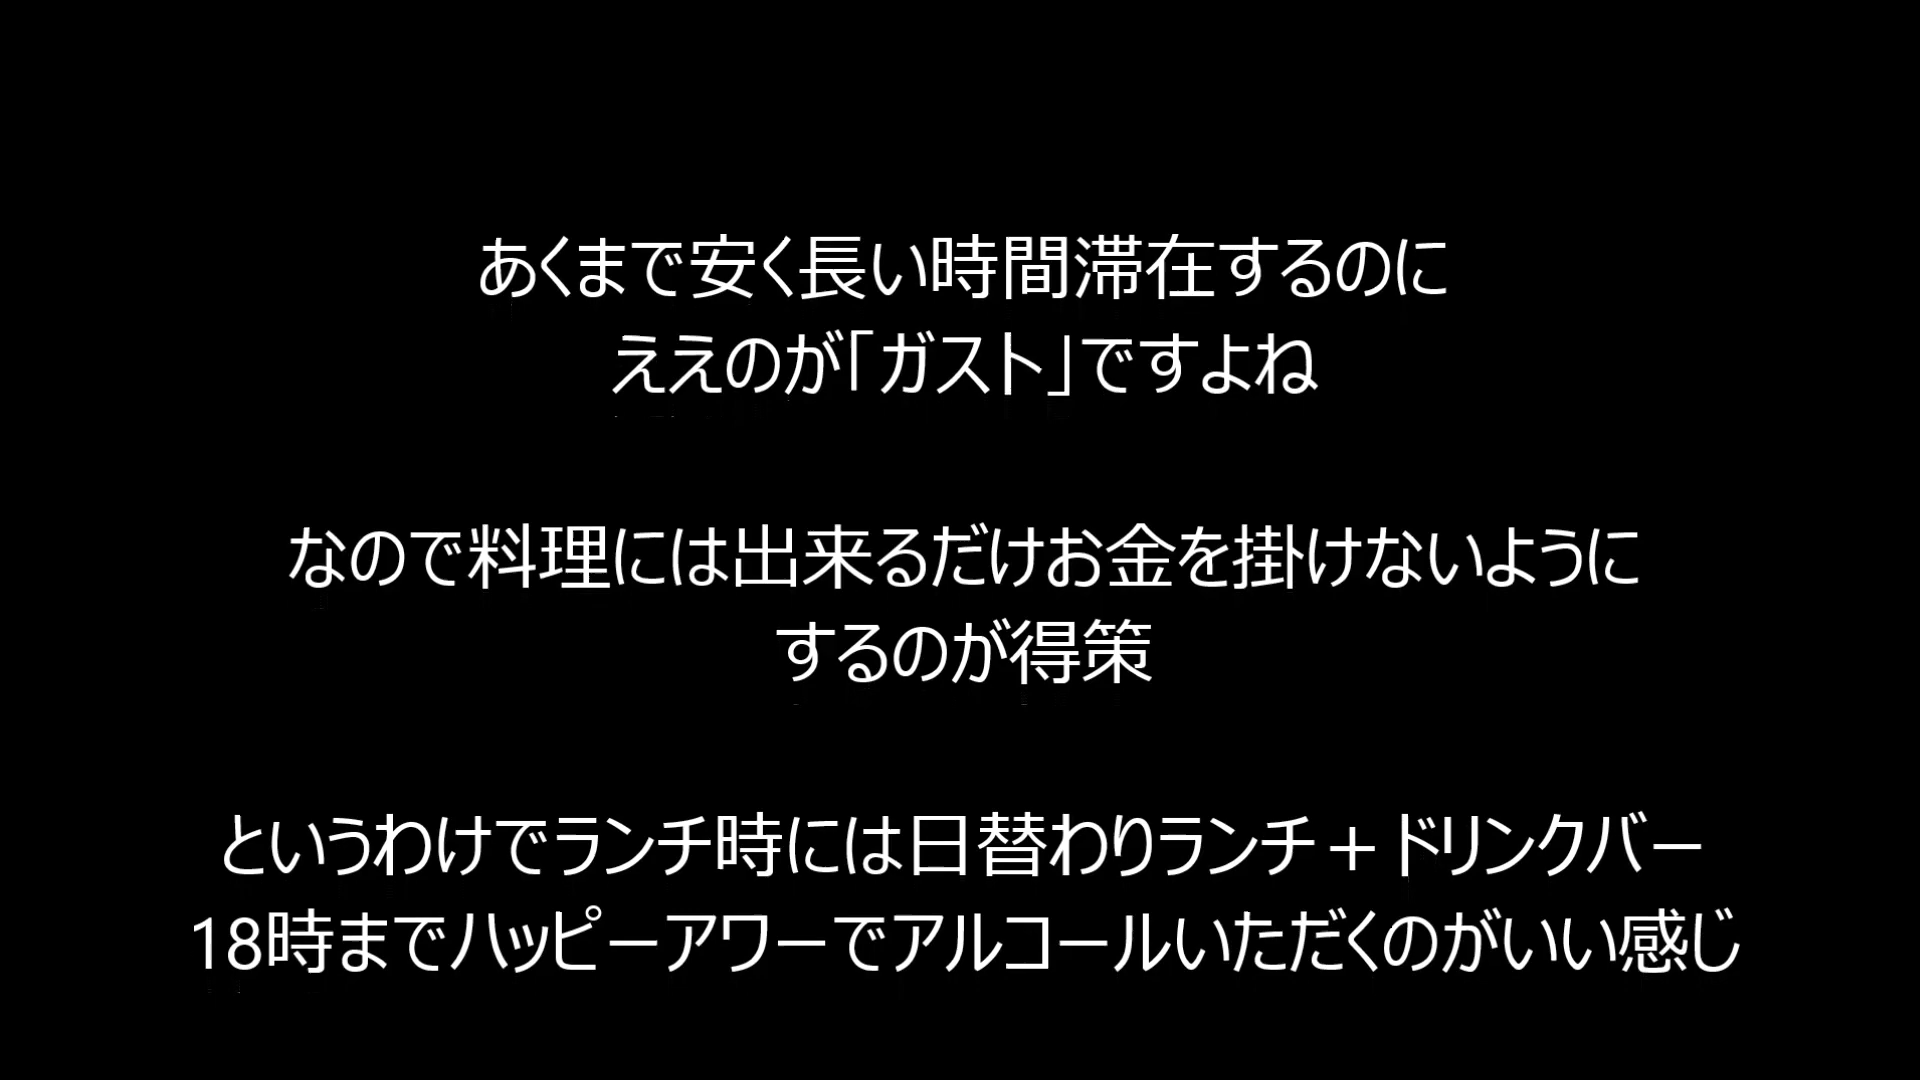 あくまで安く長い時間滞在するのに
ええのが「ガスト」ですよね
なので料理には出来るだけお金を掛けないように
するのが得策
というわけでランチ時には日替わりランチ＋ドリンクバー
18時までハッピーアワーでアルコールいただくのがいい感じ